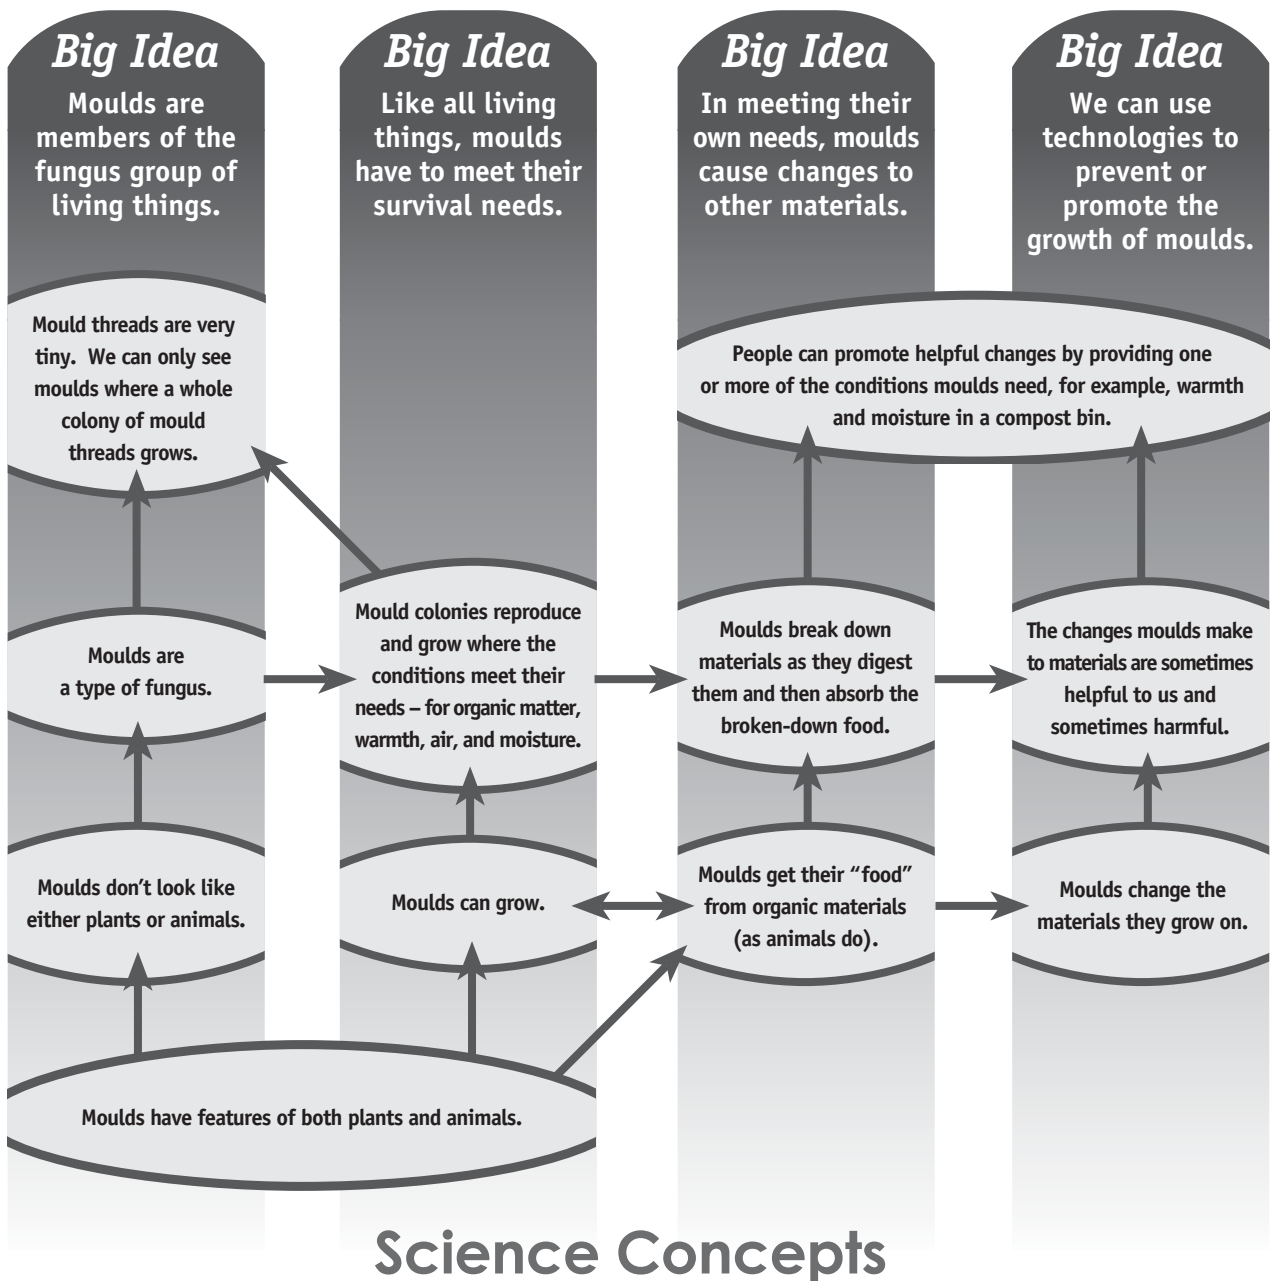 Big Idea
Moulds are
members of the
fungus group of
living things.
Big Idea
Like all living
things, moulds
have to meet their
survival needs.
Big Idea
In meeting their
own needs, moulds
cause changes to
other materials.
Big Idea
We can use
technologies to
prevent or
promote the
growth of moulds.
Mould threads are very
tiny. We can only see
moulds where a whole
colony of mould
threads grows.
People can promote helpful changes by providing one
or more of the conditions moulds need, for example, warmth
and moisture in a compost bin.
Moulds are
a type of fungus.
Mould colonies reproduce
and grow where the
conditions meet their
needs – for organic matter,
warmth, air, and moisture.
Moulds break down
materials as they digest
them and then absorb the
broken-down food.
The changes moulds make
to materials are sometimes
helpful to us and
sometimes harmful.
Moulds don’t look like
either plants or animals.
Moulds can grow.
Moulds get their “food”
from organic materials
(as animals do).
Moulds change the
materials they grow on.
Moulds have features of both plants and animals.
Science Concepts